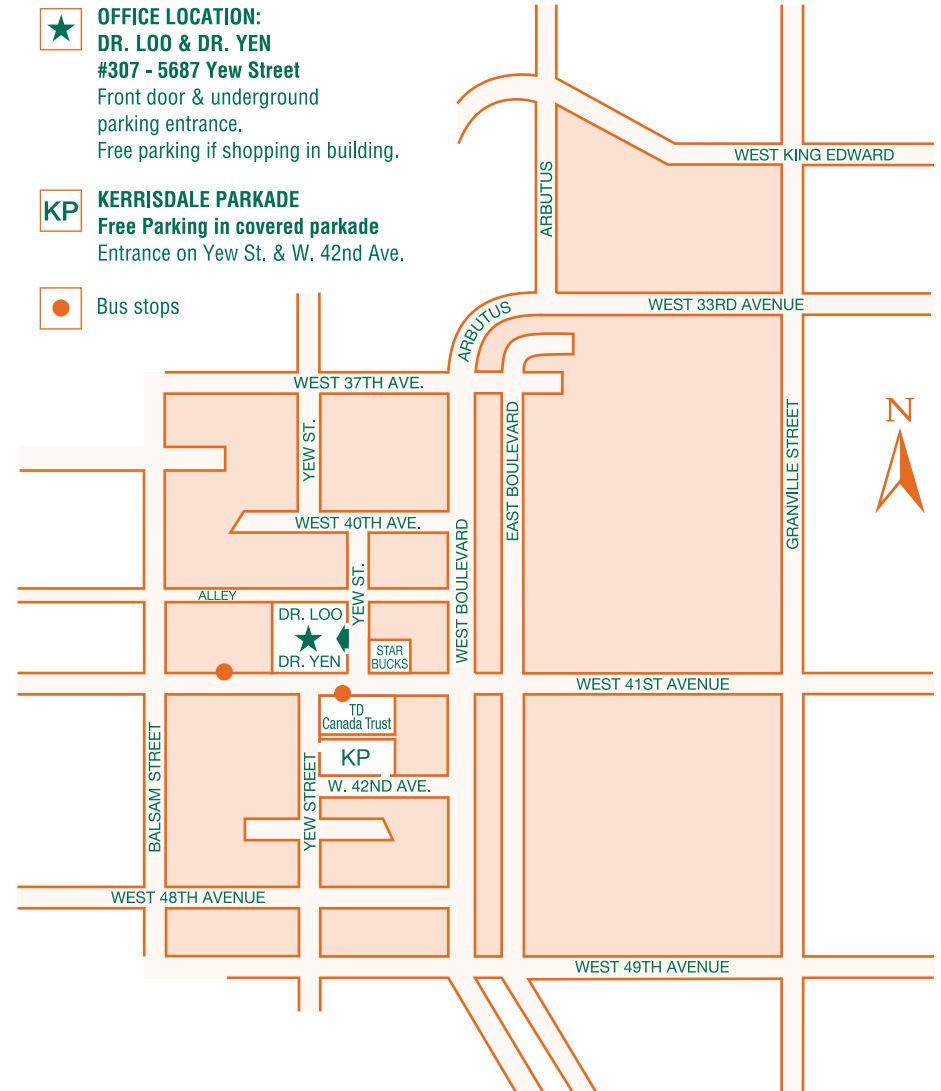 OFFICE LOCATION:
DR. LOO & DR. YEN
#307 - 5687 Yew Street
Front door & underground
parking entrance.
Free parking if shopping in building.
KP
KERRISDALE PARKADE
Free Parking in covered parkade
Entrance on Yew St. & W. 42nd Ave.
Bus stops
WEST KING EDWARD
ARBUTUS
WEST 33RD AVENUE
ARBUTUS
WEST 37TH AVE.
N
YEW ST.
EAST BOULEVARD
GRANVILLE STREET
WEST 40TH AVE.
WEST BOULEVARD
YEW ST.
ALLEY
DR. LOO
DR. YEN
STAR
BUCKS
WEST 41ST AVENUE
TD
Canada Trust
KP
BALSAM STREET
YEW STREET
W. 42ND AVE.
WEST 48TH AVENUE
WEST 49TH AVENUE